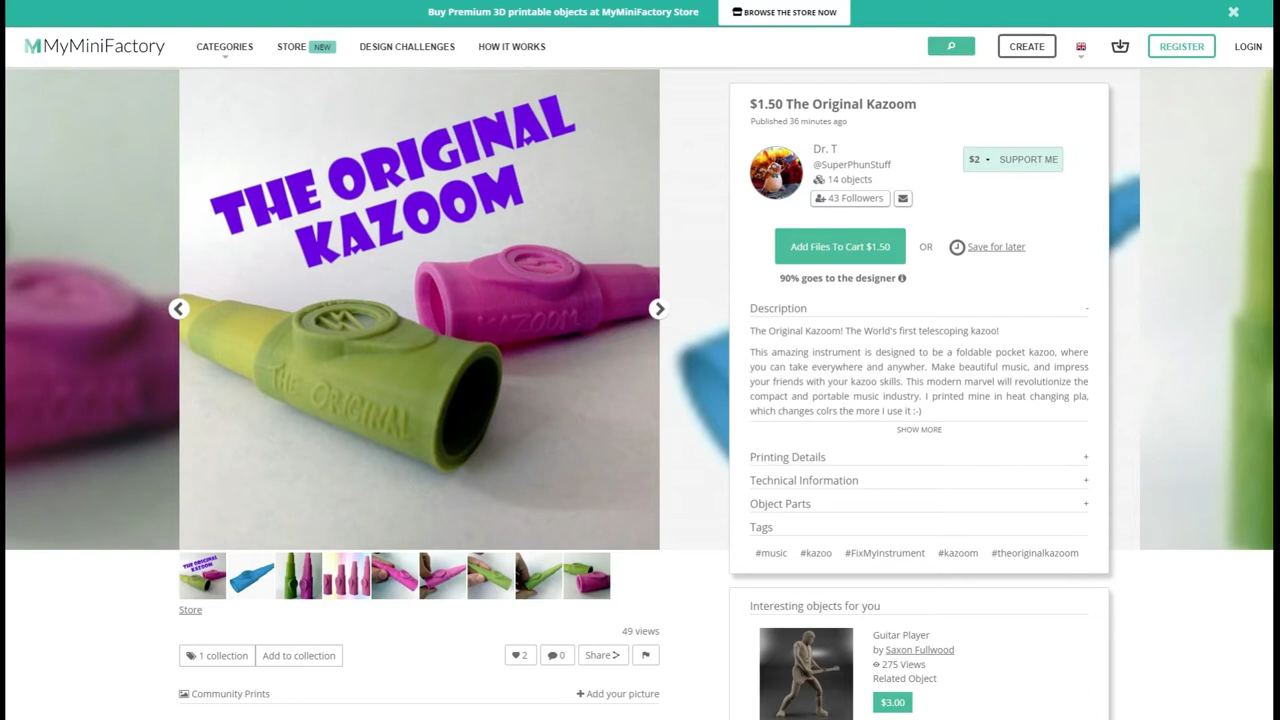 Buy Premium 3D printable objects at MyMiniFactory Store
BROWSE THE STORE NOW
MyMiniFactory
CATEGORIES
STORE NEW
DESIGN CHALLENGES
HOW IT WORKS
CREATE
REGISTER
LOGIN
THE ORIGINAL
KAZOOM
KAZOOM
THE ORIGINAL
$1.50 The Original Kazoom
Published 36 minutes ago
Dr. T
@SuperPhunStuff
14 objects
43 Followers
$2 SUPPORT ME
Add Files To Cart $1.50
OR
Save for later
90% goes to the designer
Description
The Original Kazoom! The World's first telescoping kazoo!
This amazing instrument is designed to be a foldable pocket kazoo, where
you can take everywhere and anywher. Make beautiful music, and impress
your friends with your kazoo skills. This modern marvel will revolutionize the
compact and portable music industry. I printed mine in heat changing pla,
which changes colrs the more I use it :-)
SHOW MORE
Printing Details +
Technical Information +
Object Parts +
Tags
#music #kazoo #FixMyInstrument #kazoom #theoriginalkazoom
Store
49 views
1 collection
Add to collection
2
0
Share
Community Prints
Add your picture
Interesting objects for you
Guitar Player
by Saxon Fullwood
275 Views
Related Object
$3.00